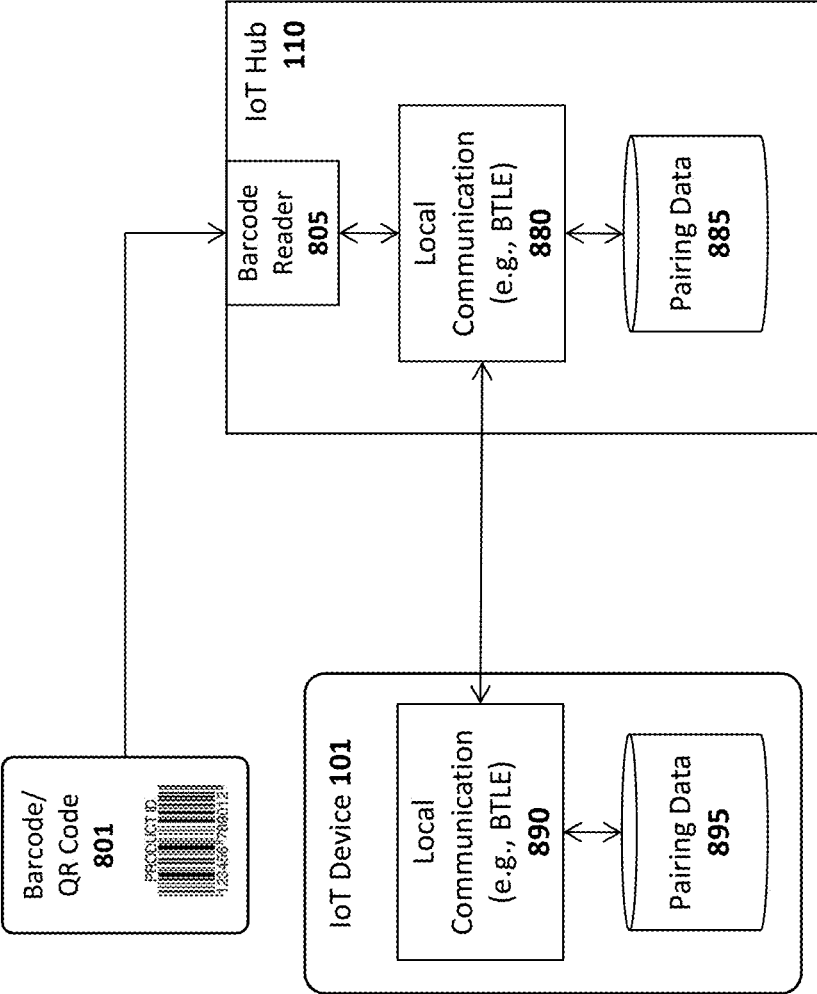 Barcode/
QR Code
801
PRODUCT ID
IoT Hub
110
Barcode
Reader
805
Local
Communication
(e.g., BTLE)
880
Pairing Data
885
IoT Device 101
Local
Communication
(e.g., BTLE)
890
Pairing Data
895